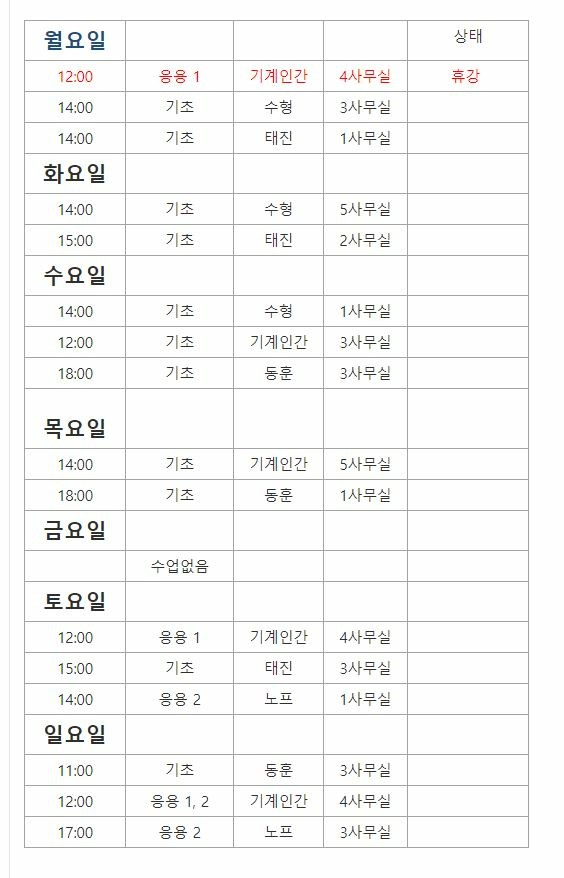 월요일 상태
12:00 응용 1 기계인간 4사무실 휴강
14:00 기초 수형 3사무실
14:00 기초 태진 1사무실
화요일
14:00 기초 수형 5사무실
15:00 기초 태진 2사무실
수요일
14:00 기초 수형 1사무실
12:00 기초 기계인간 3사무실
18:00 기초 동훈 3사무실
목요일
14:00 기초 기계인간 5사무실
18:00 기초 동훈 1사무실
금요일
수업없음
토요일
12:00 응용 1 기계인간 4사무실
15:00 기초 태진 3사무실
14:00 응용 2 노프 1사무실
일요일
11:00 기초 동훈 3사무실
12:00 응용 1, 2 기계인간 4사무실
17:00 응용 2 노프 3사무실